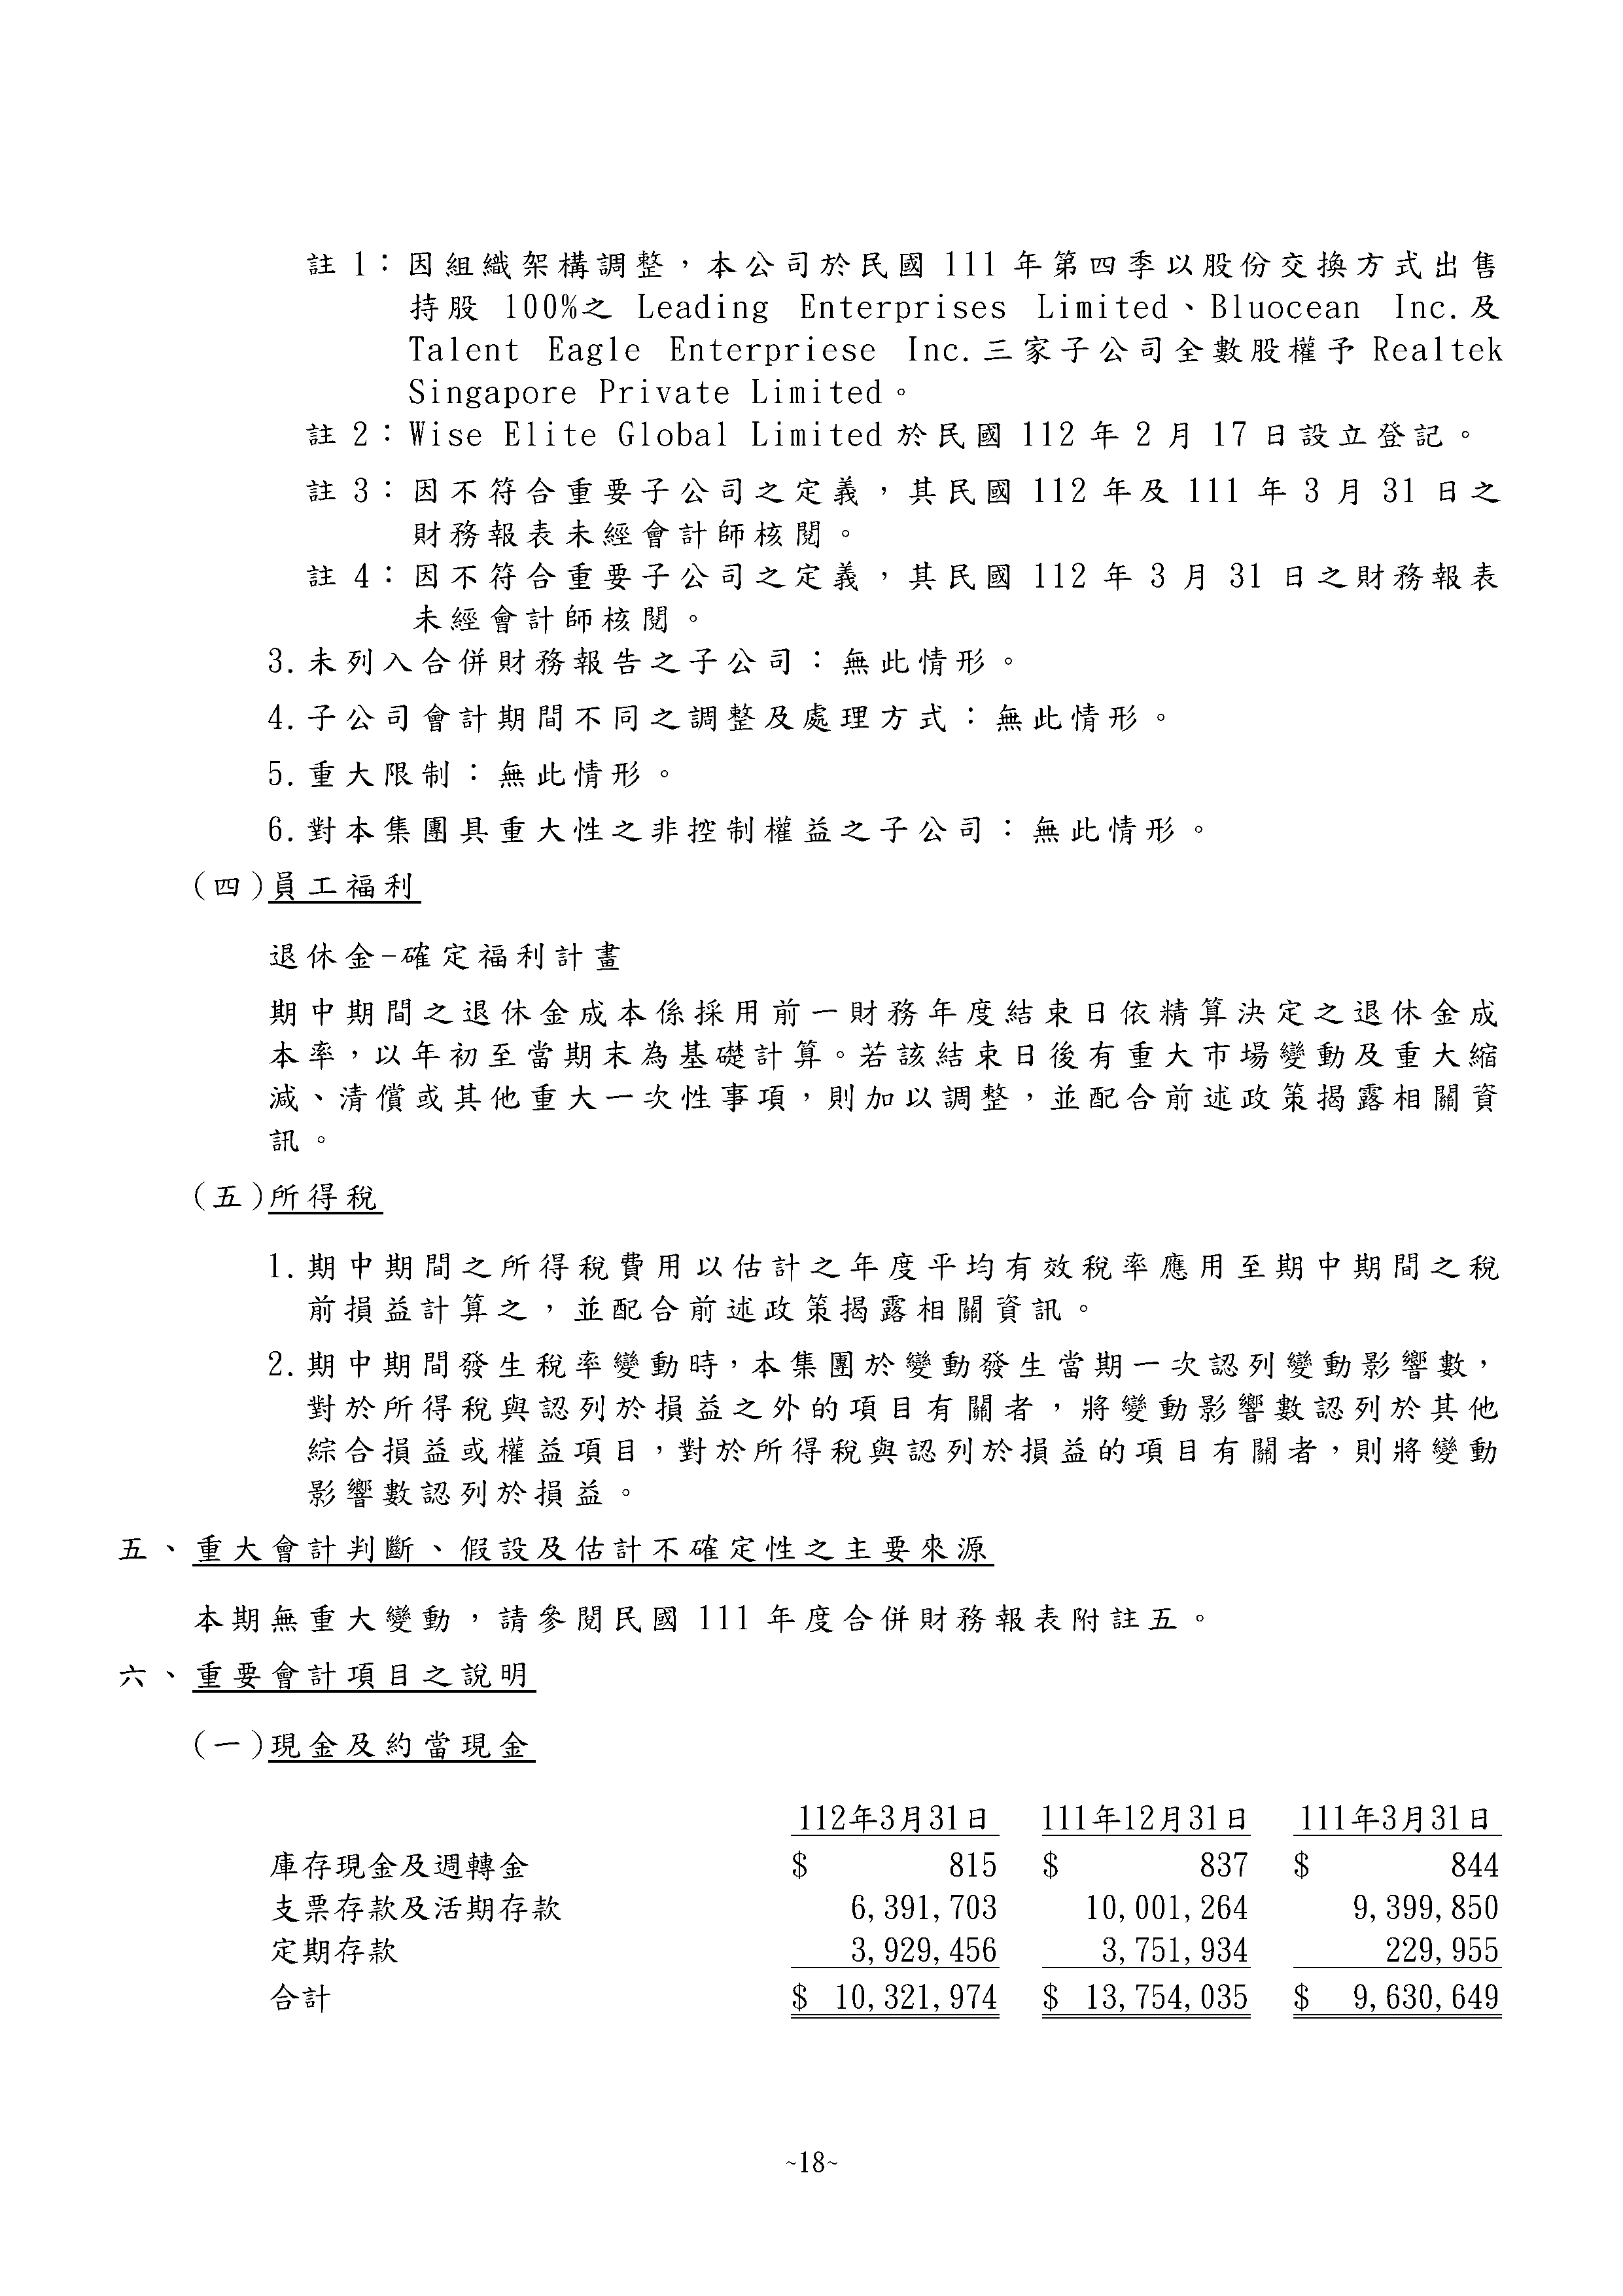 註 1：因組織架構調整，本公司於民國 111 年第四季以股份交換方式出售
持股 100%之 Leading Enterprises Limited、Bluocean Inc.及
Talent Eagle Enterpriese Inc.三家子公司全數股權予 Realtek
Singapore Private Limited。
註 2：Wise Elite Global Limited 於民國 112 年 2 月 17 日設立登記。
註 3：因不符合重要子公司之定義，其民國 112 年及 111 年 3 月 31 日之
財務報表未經會計師核閱。
註 4：因不符合重要子公司之定義，其民國 112 年 3 月 31 日之財務報表
未經會計師核閱。
3.未列入合併財務報告之子公司：無此情形。
4.子公司會計期間不同之調整及處理方式：無此情形。
5.重大限制：無此情形。
6.對本集團具重大性之非控制權益之子公司：無此情形。
(四)員工福利
退休金-確定福利計畫
期中期間之退休金成本係採用前一財務年度結束日依精算決定之退休金成
本率，以年初至當期末為基礎計算。若該結束日後有重大市場變動及重大縮
減、清償或其他重大一次性事項，則加以調整，並配合前述政策揭露相關資
訊。
(五)所得稅
1.期中期間之所得稅費用以估計之年度平均有效稅率應用至期中期間之稅
前損益計算之，並配合前述政策揭露相關資訊。
2.期中期間發生稅率變動時，本集團於變動發生當期一次認列變動影響數，
對於所得稅與認列於損益之外的項目有關者，將變動影響數認列於其他
綜合損益或權益項目，對於所得稅與認列於損益的項目有關者，則將變動
影響數認列於損益。
五、重大會計判斷、假設及估計不確定性之主要來源
本期無重大變動，請參閱民國 111 年度合併財務報表附註五。
六、重要會計項目之說明
(一)現金及約當現金
112年3月31日 111年12月31日 111年3月31日
庫存現金及週轉金 $ 815 $ 837 $ 844
支票存款及活期存款 6,391,703 10,001,264 9,399,850
定期存款 3,929,456 3,751,934 229,955
合計 $ 10,321,974 $ 13,754,035 $ 9,630,649
~18~